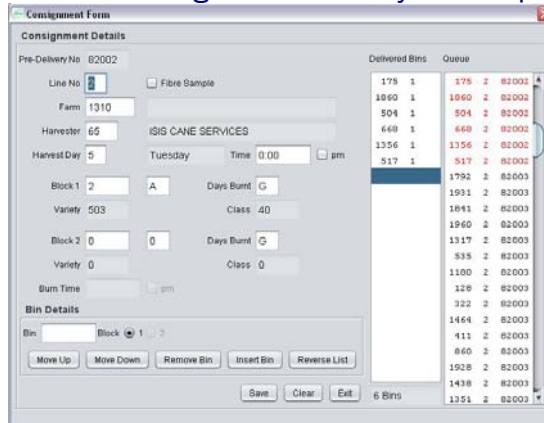 Consignment Form
Consignment Details
Pre-Delivery No 82002
Line No 2 Fibre Sample
Farm 1310
Harvester 65 ISIS CANE SERVICES
Harvest Day 5 Tuesday Time 0:00 pm
Block 1 2 A Days Burnt G
Variety 503 Class 40
Block 2 0 0 Days Burnt G
Variety 0 Class 0
Burn Time pm
Bin Details
Bin Block 1 2
Move Up Move Down Remove Bin Insert Bin Reverse List
Save Clear Exit
Delivered Bins
175 1
1860 1
504 1
668 1
1356 1
517 1
6 Bins
Queue
175 2 82002
1860 2 82002
504 2 82002
668 2 82002
1356 2 82002
517 2 82002
1792 2 82003
1931 2 82003
1841 2 82003
1960 2 82003
1317 2 82003
535 2 82003
1180 2 82003
128 2 82003
322 2 82003
1464 2 82003
411 2 82003
860 2 82003
1928 2 82003
1438 2 82003
1351 2 82003